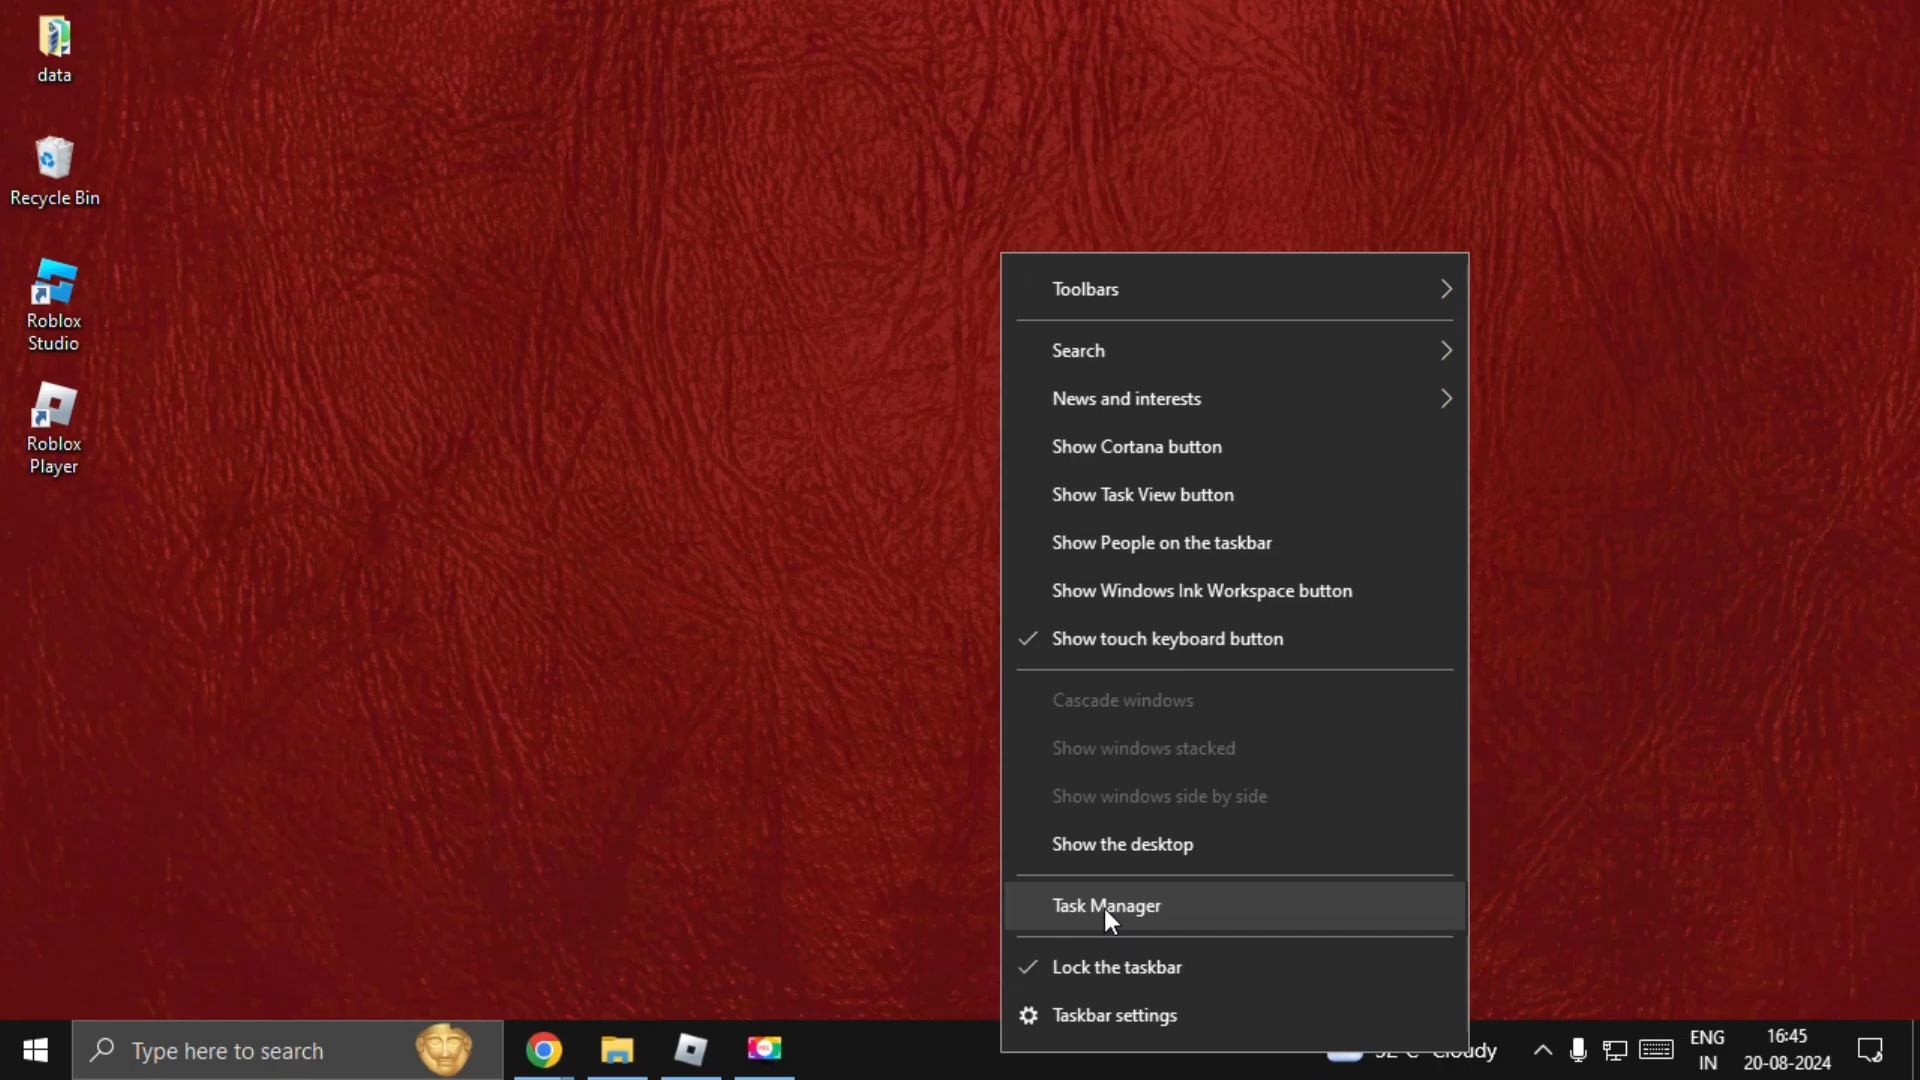 data
Recycle Bin
Roblox
Studio
Roblox
Player
Toolbars
Search
News and interests
Show Cortana button
Show Task View button
Show People on the taskbar
Show Windows Ink Workspace button
Show touch keyboard button
Cascade windows
Show windows stacked
Show windows side by side
Show the desktop
Task Manager
Lock the taskbar
Taskbar settings
Type here to search
ENG
IN
16:45
20-08-2024